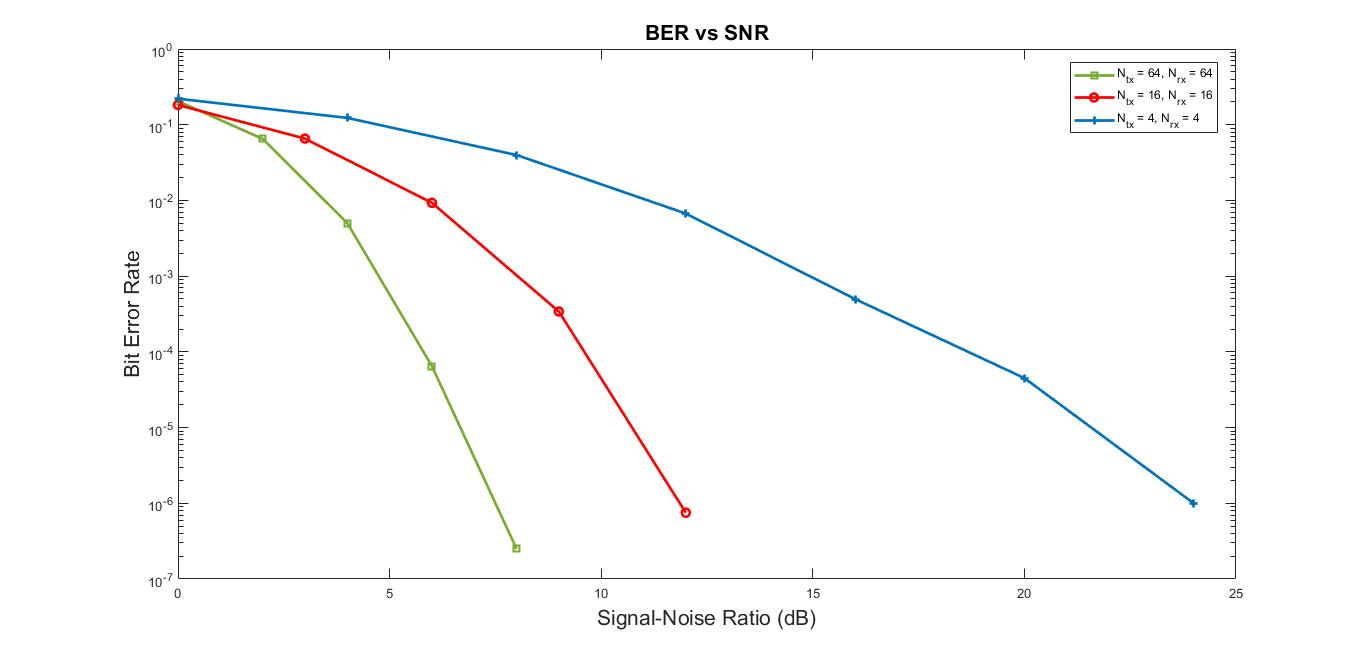 BER vs SNR
N_tx = 64, N_rx = 64
N_tx = 16, N_rx = 16
N_tx = 4, N_rx = 4
Bit Error Rate
10^0
10^-1
10^-2
10^-3
10^-4
10^-5
10^-6
10^-7
0 5 10 15 20 25
Signal-Noise Ratio (dB)